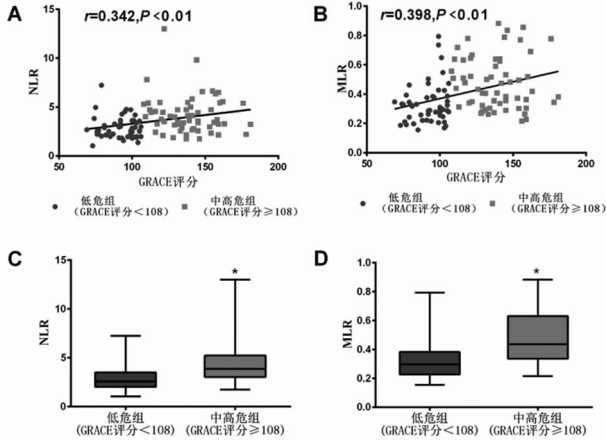 A
r=0.342,P<0.01
15
10
5
0
NLR
50
100
150
200
GRACE评分
低危组
(GRACE评分<108)
中高危组
(GRACE评分≥108)
B
r=0.398,P<0.01
1.0
0.8
0.6
0.4
0.2
0.0
MLR
50
100
150
200
GRACE评分
低危组
(GRACE评分<108)
中高危组
(GRACE评分≥108)
C
15
10
5
0
NLR
*
低危组
(GRACE评分<108)
中高危组
(GRACE评分≥108)
D
1.0
0.8
0.6
0.4
0.2
0.0
MLR
*
低危组
(GRACE评分<108)
中高危组
(GRACE评分≥108)